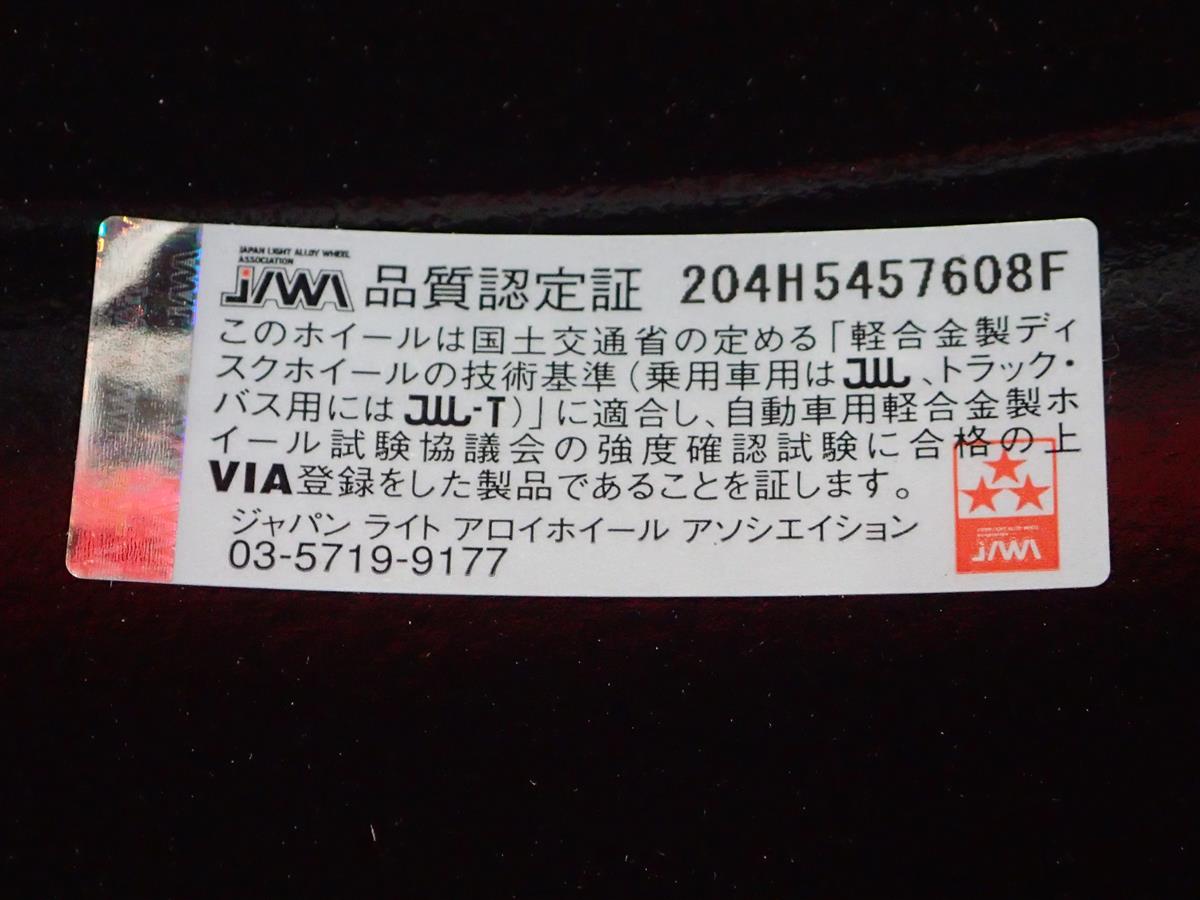 JAPAN LIGHT ALLOY WHEEL
ASSOCIATION
JAWA 品質認定証 204H5457608F
このホイールは国土交通省の定める「軽合金製ディ
スクホイールの技術基準(乗用車用はJWL、トラック・
バス用にはJWL-T)」に適合し、自動車用軽合金製ホ
イール試験協議会の強度確認試験に合格の上
VIA登録をした製品であることを証します。
ジャパン ライト アロイホイール アソシエイション
03-5719-9177
JAWA